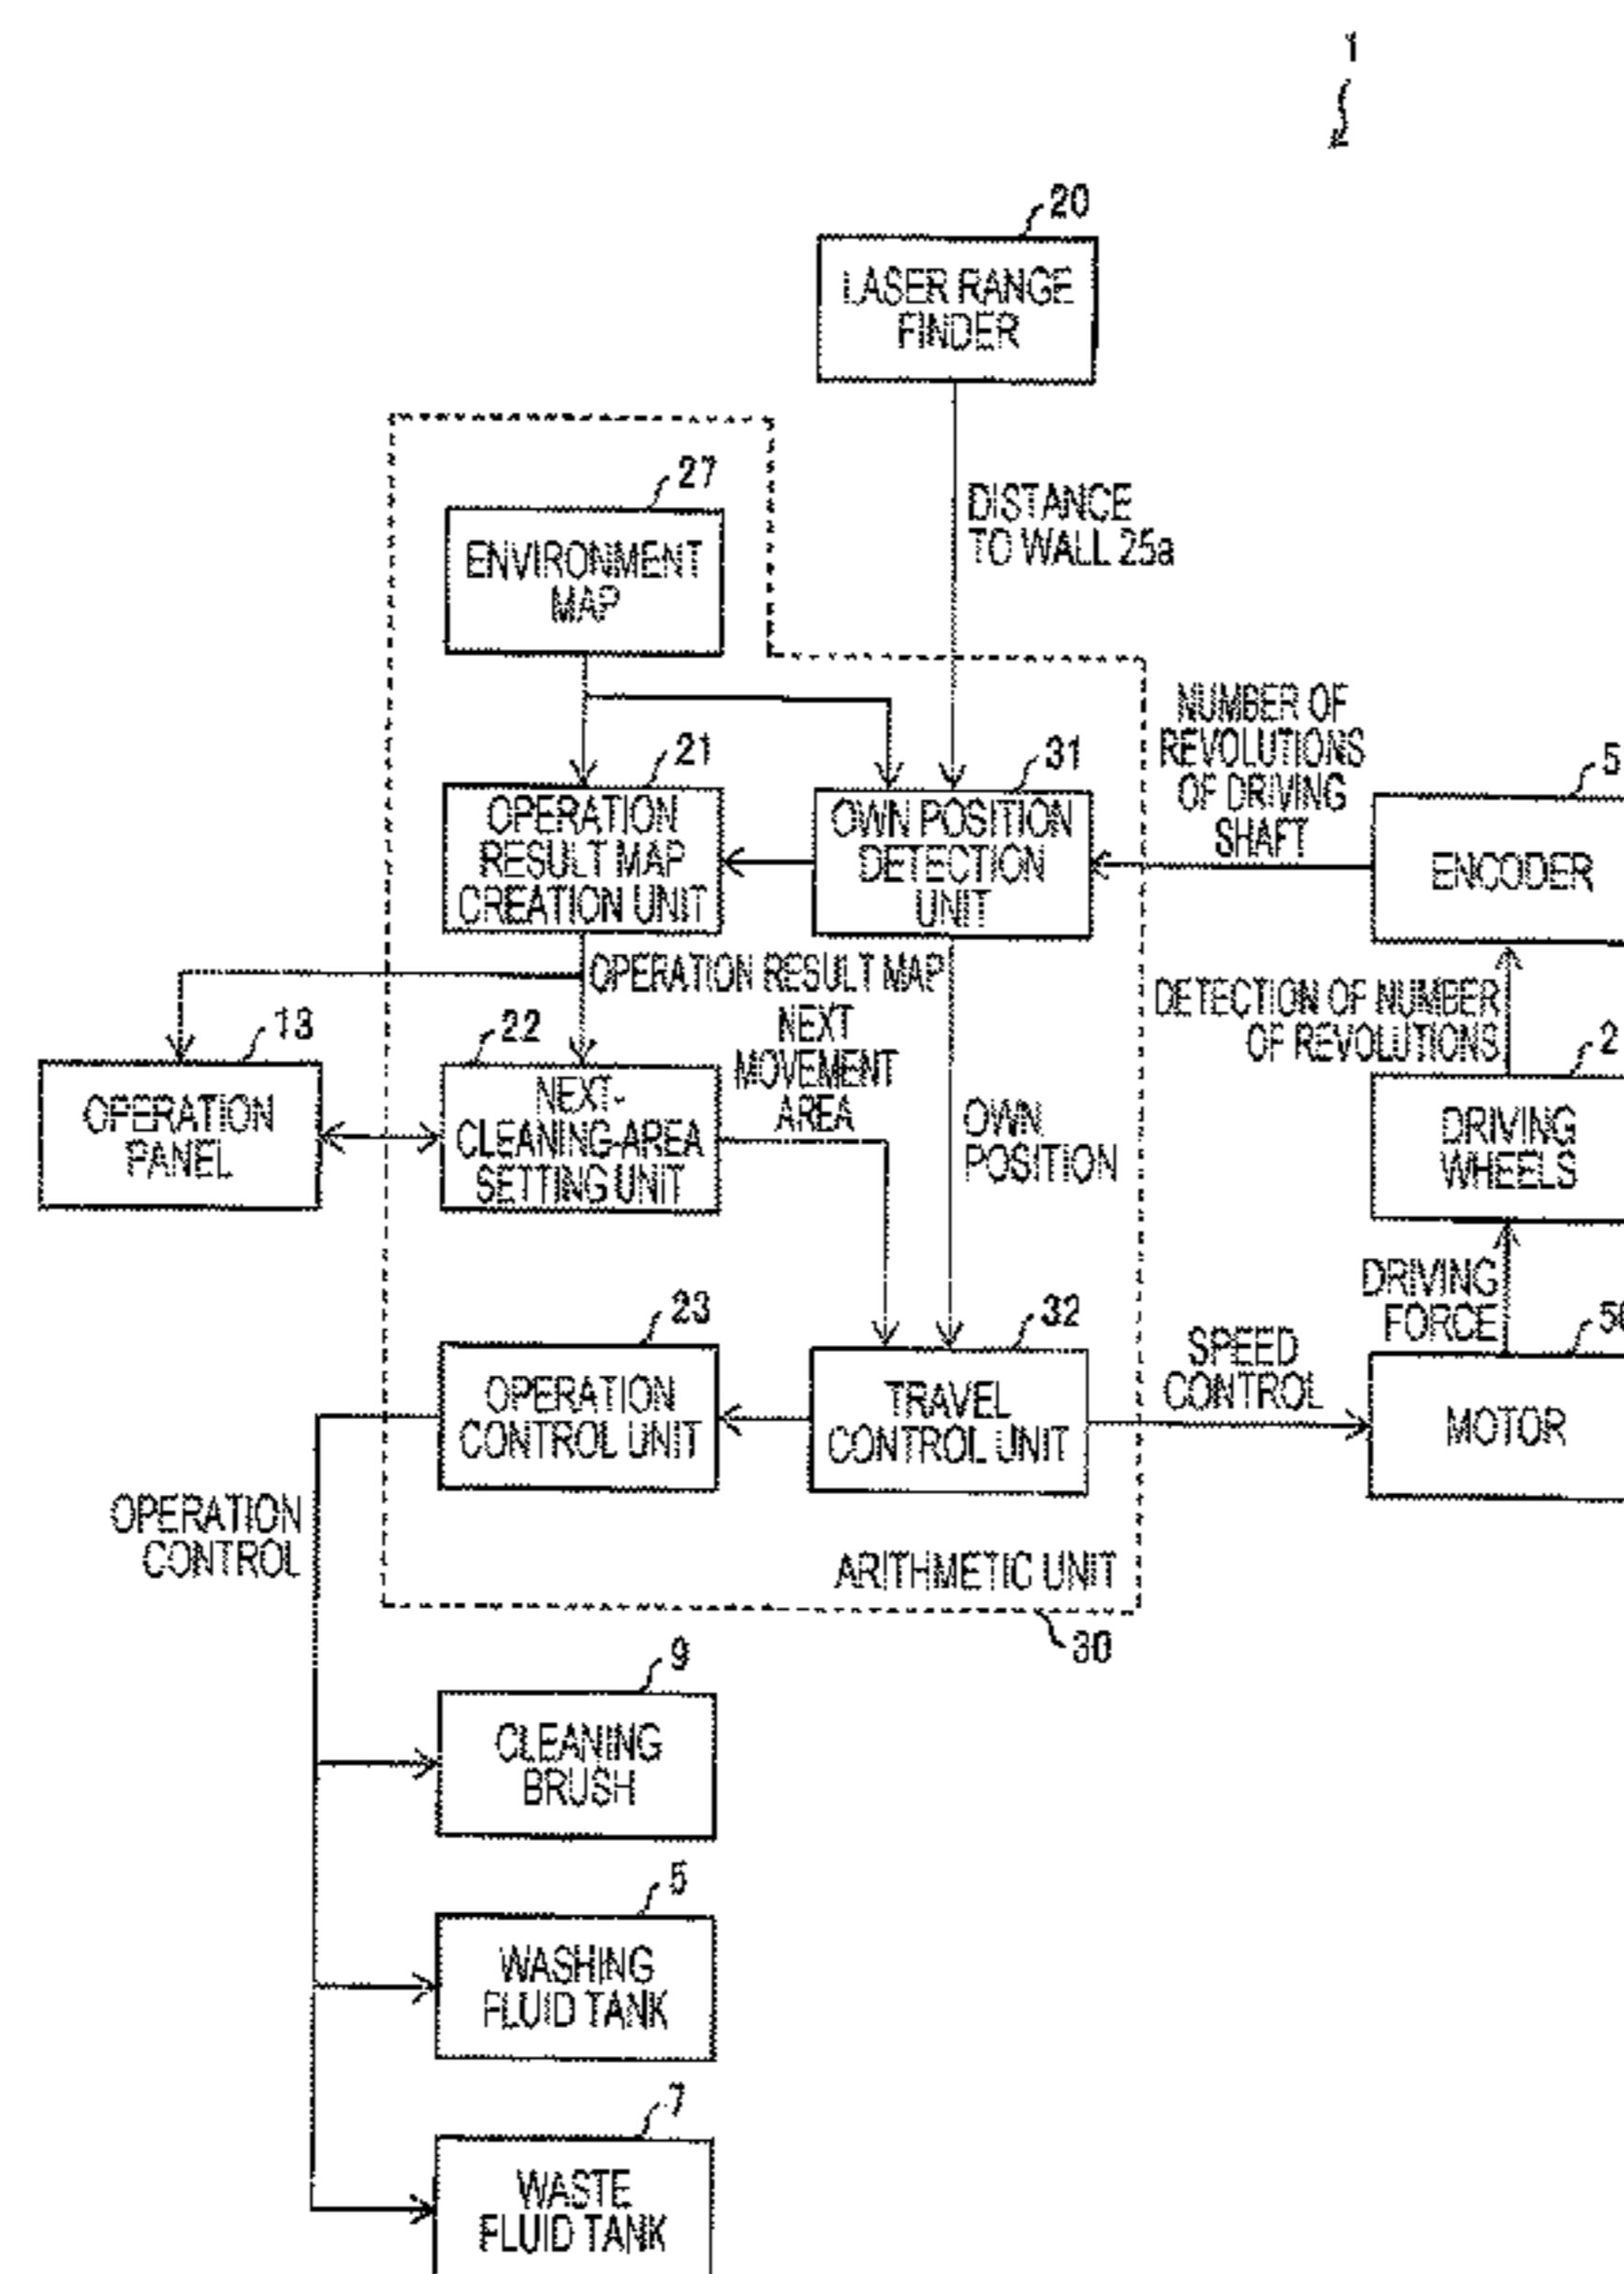 1
20
LASER RANGE
FINDER
27
ENVIRONMENT
MAP
DISTANCE
TO WALL 25a
21
OPERATION
RESULT MAP
CREATION UNIT
31
OWN POSITION
DETECTION
UNIT
NUMBER OF
REVOLUTIONS
OF DRIVING
SHAFT
5
ENCODER
OPERATION RESULT MAP
DETECTION OF NUMBER
OF REVOLUTIONS
13
OPERATION
PANEL
22
NEXT-
CLEANING-AREA
SETTING UNIT
NEXT
MOVEMENT
AREA
OWN
POSITION
2
DRIVING
WHEELS
DRIVING
FORCE
23
OPERATION
CONTROL UNIT
32
TRAVEL
CONTROL UNIT
SPEED
CONTROL
MOTOR
OPERATION
CONTROL
ARITHMETIC UNIT
30
9
CLEANING
BRUSH
5
WASHING
FLUID TANK
7
WASTE
FLUID TANK